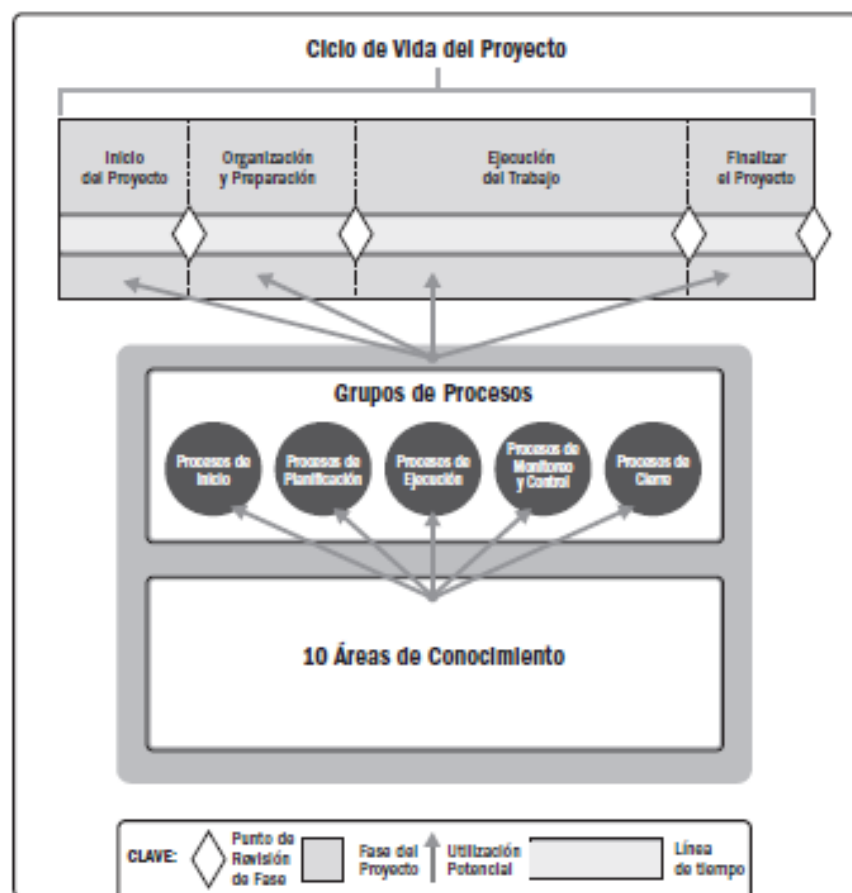 Ciclo de Vida del Proyecto
Inicio
del Proyecto
Organización
y Preparación
Ejecución
del Trabajo
Finalizar
el Proyecto
Grupos de Procesos
Procesos de
Inicio
Procesos de
Planificación
Procesos de
Ejecución
Procesos de
Monitoreo
y Control
Procesos de
Cierre
10 Áreas de Conocimiento
CLAVE:
Punto de
Revisión
de Fase
Fase del
Proyecto
Utilización
Potencial
Línea
de tiempo